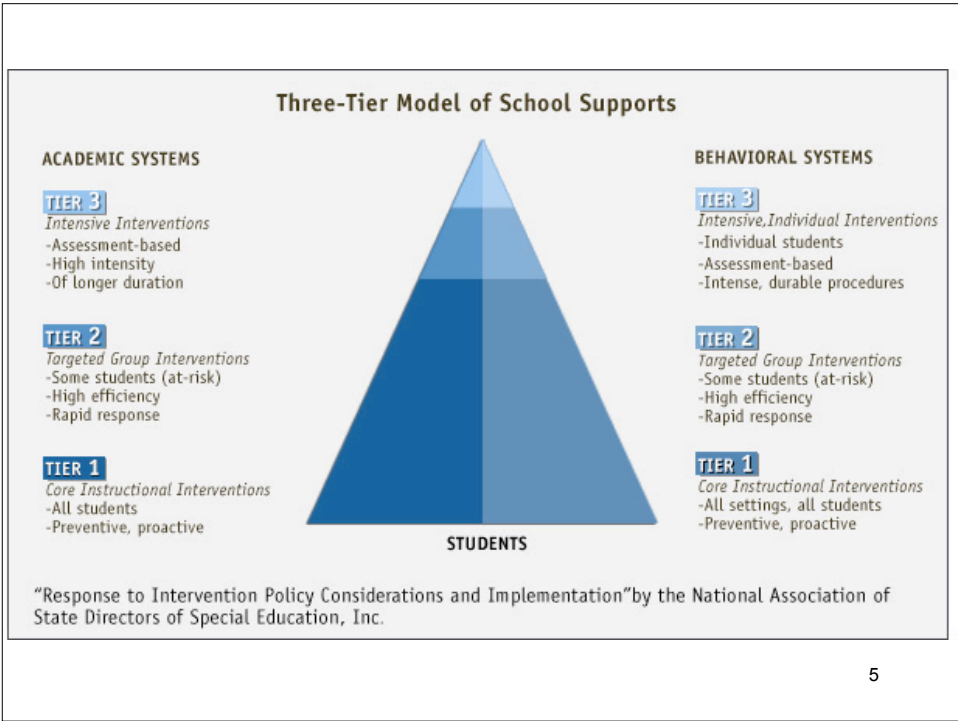 Three-Tier Model of School Supports
ACADEMIC SYSTEMS
TIER 3
Intensive Interventions
-Assessment-based
-High intensity
-Of longer duration
TIER 2
Targeted Group Interventions
-Some students (at-risk)
-High efficiency
-Rapid response
TIER 1
Core Instructional Interventions
-All students
-Preventive, proactive
STUDENTS
BEHAVIORAL SYSTEMS
TIER 3
Intensive,Individual Interventions
-Individual students
-Assessment-based
-Intense, durable procedures
TIER 2
Targeted Group Interventions
-Some students (at-risk)
-High efficiency
-Rapid response
TIER 1
Core Instructional Interventions
-All settings, all students
-Preventive, proactive
"Response to Intervention Policy Considerations and Implementation"by the National Association of
State Directors of Special Education, Inc.
5